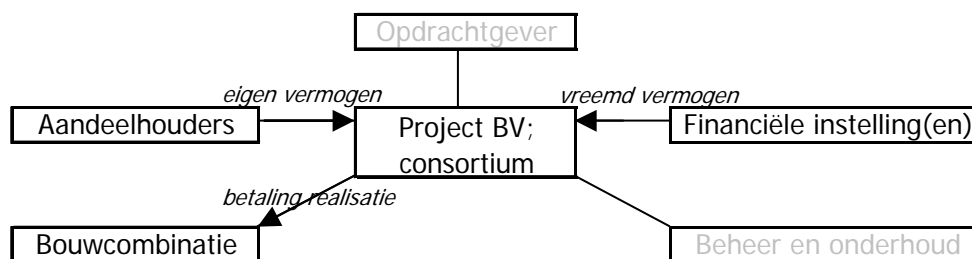 Opdrachtgever
eigen vermogen
vreemd vermogen
Aandeelhouders
Project BV;
consortium
Financiële instelling(en)
betaling realisatie
Bouwcombinatie
Beheer en onderhoud